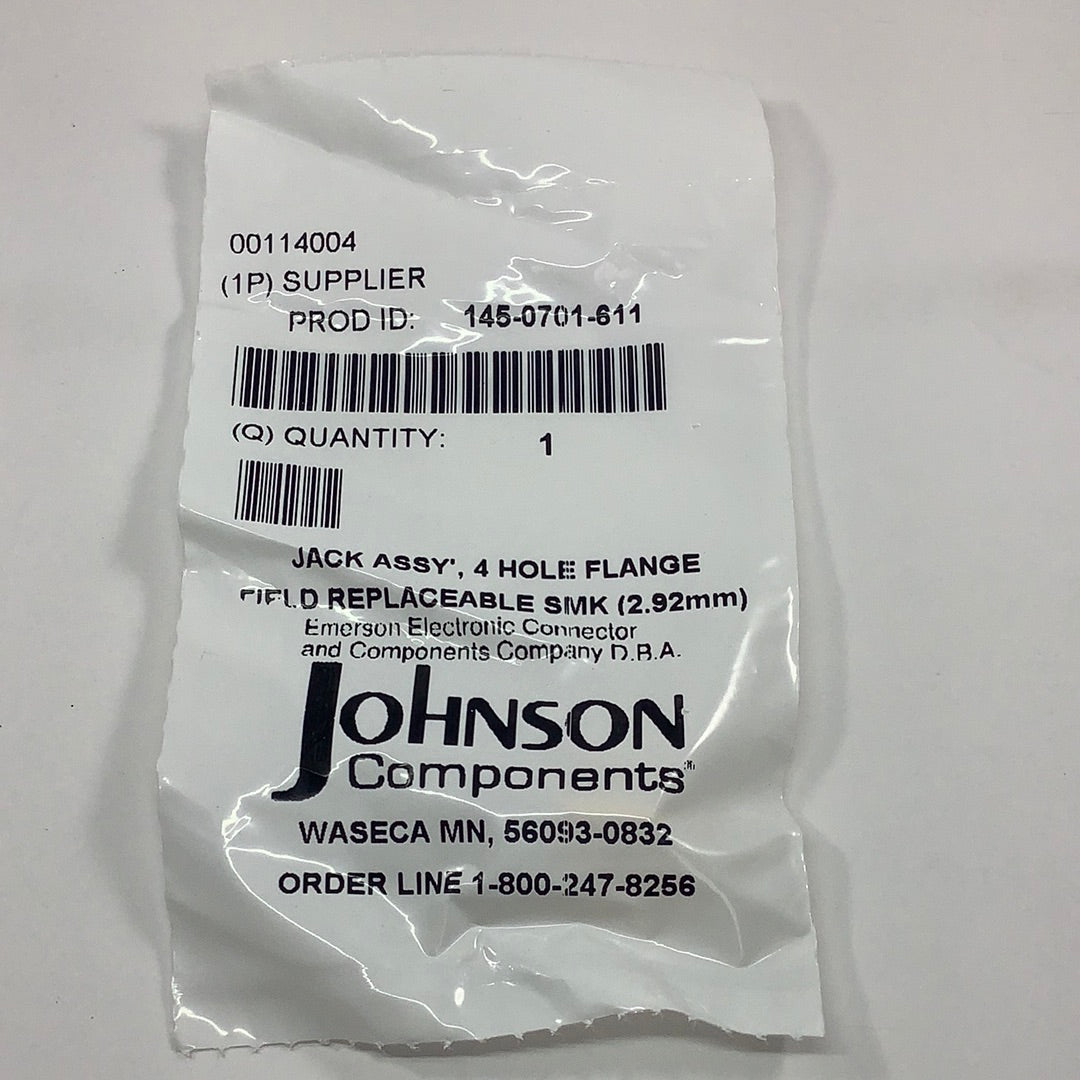 00114004
(1P) SUPPLIER
PROD ID: 145-0701-611
(Q) QUANTITY: 1
JACK ASSY', 4 HOLE FLANGE
FIELD REPLACEABLE SMK (2.92mm)
Emerson Electronic Connector
and Components Company D.B.A.
JOHNSON
Components™
WASECA MN, 56093-0832
ORDER LINE 1-800-247-8256